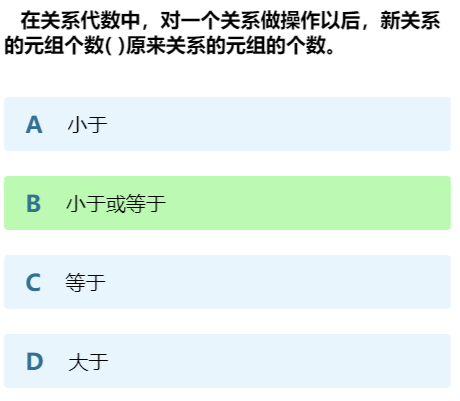 在关系代数中，对一个关系做操作以后，新关系
的元组个数( )原来关系的元组的个数。
A 小于
B 小于或等于
C 等于
D 大于